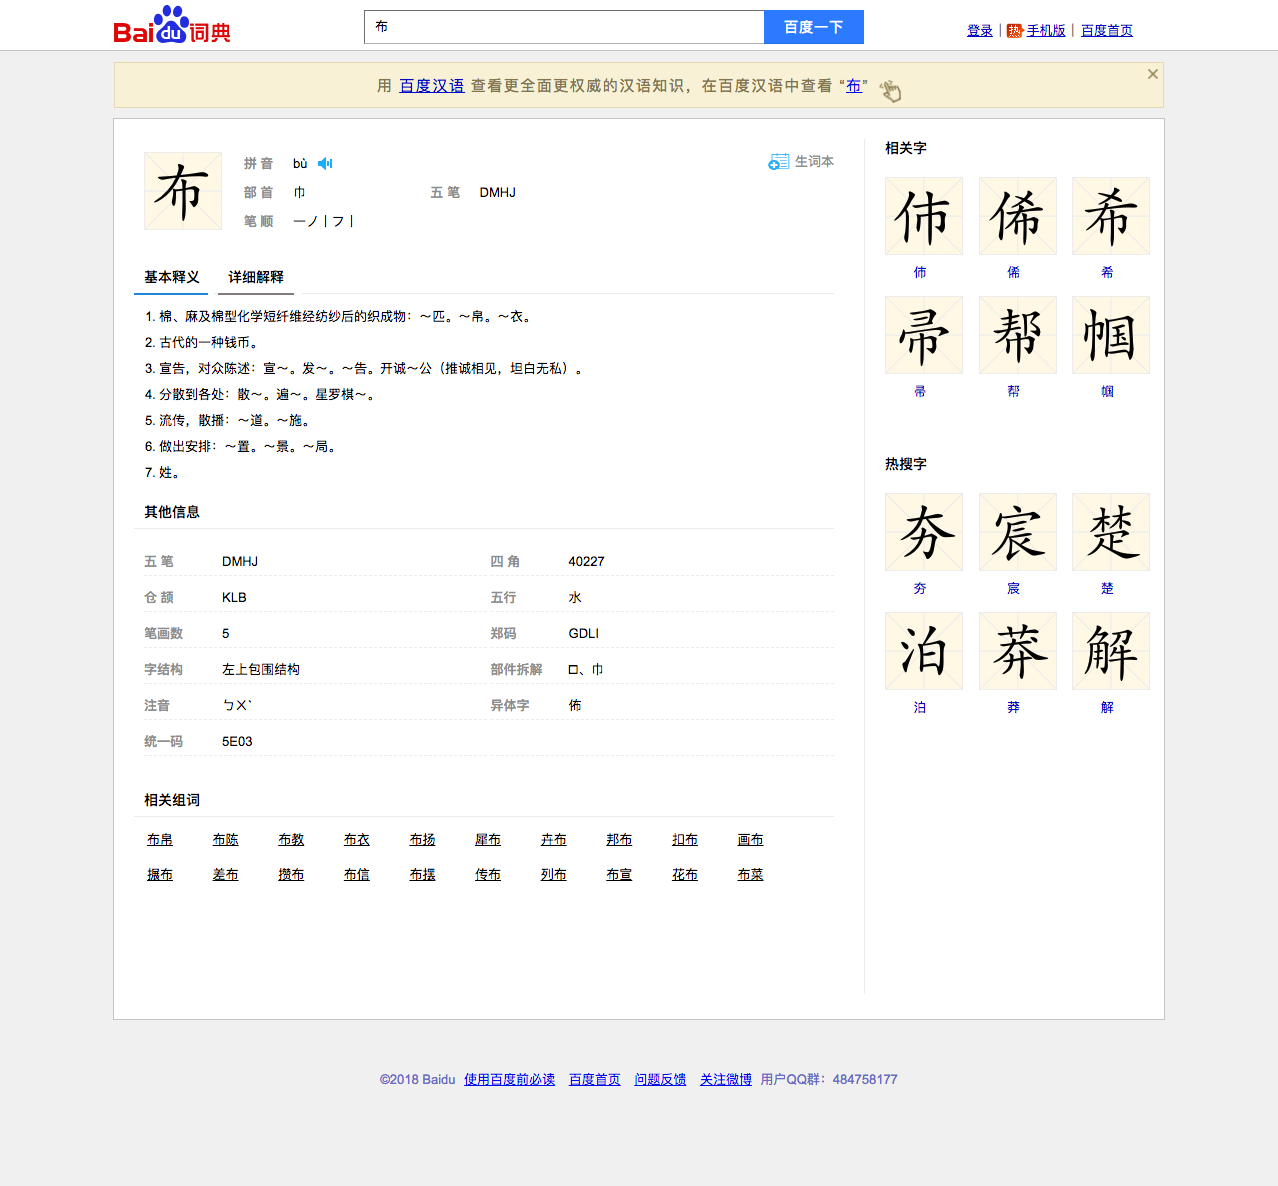 Bai du 词典
布
百度一下
登录 | 热 手机版 | 百度首页
用 百度汉语 查看更全面更权威的汉语知识，在百度汉语中查看 “布”
布
拼 音 bù
生词本
部 首 巾 五 笔 DMHJ
笔 顺 一ノ丨フ丨
基本释义 详细解释
1. 棉、麻及棉型化学短纤维经纺纱后的织成物：～匹。～帛。～衣。
2. 古代的一种钱币。
3. 宣告，对众陈述：宣～。发～。～告。开诚～公（推诚相见，坦白无私）。
4. 分散到各处：散～。遍～。星罗棋～。
5. 流传，散播：～道。～施。
6. 做出安排：～置。～景。～局。
7. 姓。
其他信息
五 笔 DMHJ 四 角 40227
仓 颉 KLB 五行 水
笔画数 5 郑码 GDLI
字结构 左上包围结构 部件拆解 口、巾
注音 ㄅㄨˋ 异体字 佈
统一码 5E03
相关组词
布帛 布陈 布教 布衣 布扬 犀布 卉布 邦布 扣布 画布
搌布 差布 攒布 布信 布摆 传布 列布 布宣 花布 布菜
相关字
伂 俙 希
伂 俙 希
帚 帮 帼
帚 帮 帼
热搜字
夯 宸 楚
夯 宸 楚
泊 莽 解
泊 莽 解
©2018 Baidu 使用百度前必读 百度首页 问题反馈 关注微博 用户QQ群：484758177